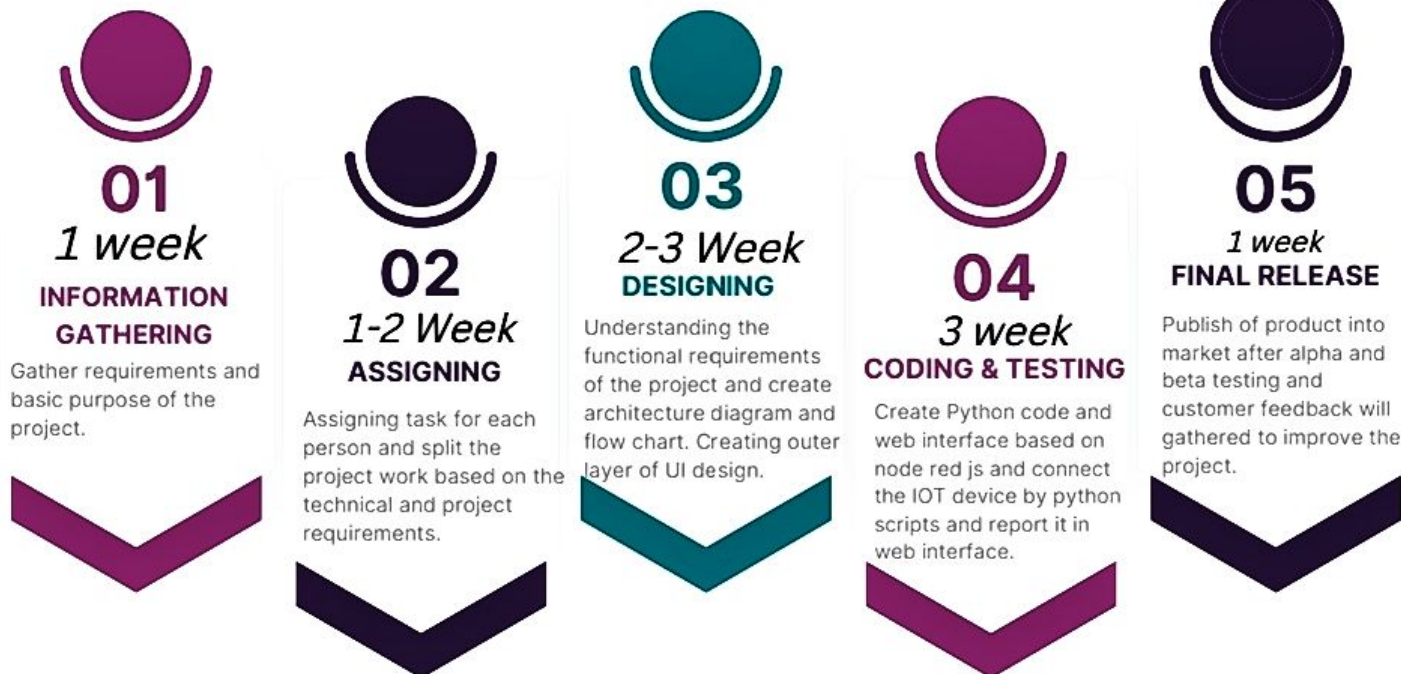 01
1 week
INFORMATION
GATHERING
Gather requirements and
basic purpose of the
project.
02
1-2 Week
ASSIGNING
Assigning task for each
person and split the
project work based on the
technical and project
requirements.
03
2-3 Week
DESIGNING
Understanding the
functional requirements
of the project and create
architecture diagram and
flow chart. Creating outer
layer of UI design.
04
3 week
CODING & TESTING
Create Python code and
web interface based on
node red js and connect
the IOT device by python
scripts and report it in
web interface.
05
1 week
FINAL RELEASE
Publish of product into
market after alpha and
beta testing and
customer feedback will
gathered to improve the
project.